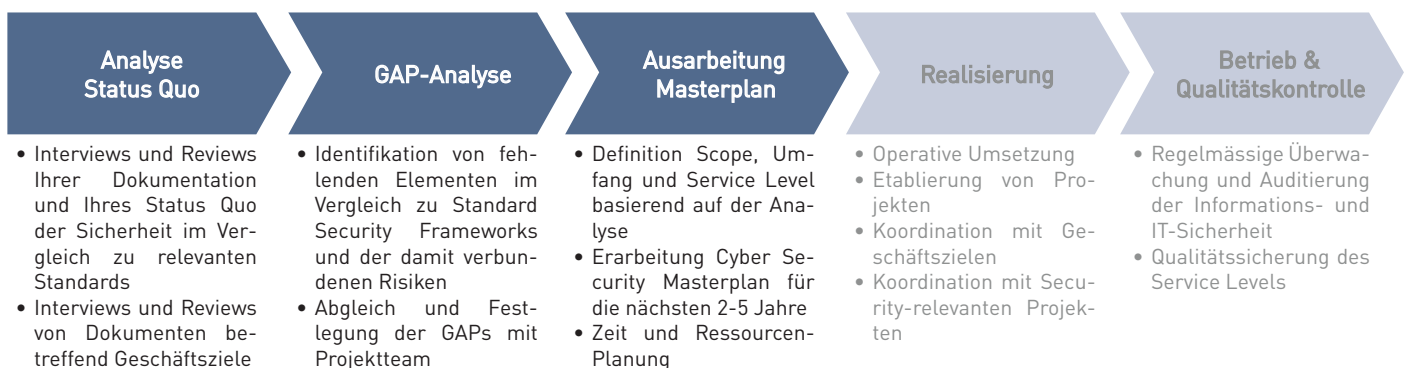 Analyse
Status Quo
GAP-Analyse
Ausarbeitung
Masterplan
Realisierung
Betrieb &
Qualitätskontrolle
• Interviews und Reviews
Ihrer Dokumentation
und Ihres Status Quo
der Sicherheit im Ver-
gleich zu relevanten
Standards
• Interviews und Reviews
von Dokumenten be-
treffend Geschäftsziele
• Identifikation von feh-
lenden Elementen im
Vergleich zu Standard
Security Frameworks
und der damit verbun-
denen Risiken
• Abgleich und Fest-
legung der GAPs mit
Projektteam
• Definition Scope, Um-
fang und Service Level
basierend auf der Ana-
lyse
• Erarbeitung Cyber Se-
curity Masterplan für
die nächsten 2-5 Jahre
• Zeit und Ressourcen-
Planung
• Operative Umsetzung
• Etablierung von Pro-
jekten
• Koordination mit Ge-
schäftszielen
• Koordination mit Secu-
rity-relevanten Projek-
ten
• Regelmässige Überwa-
chung und Auditierung
der Informations- und
IT-Sicherheit
• Qualitätssicherung des
Service Levels